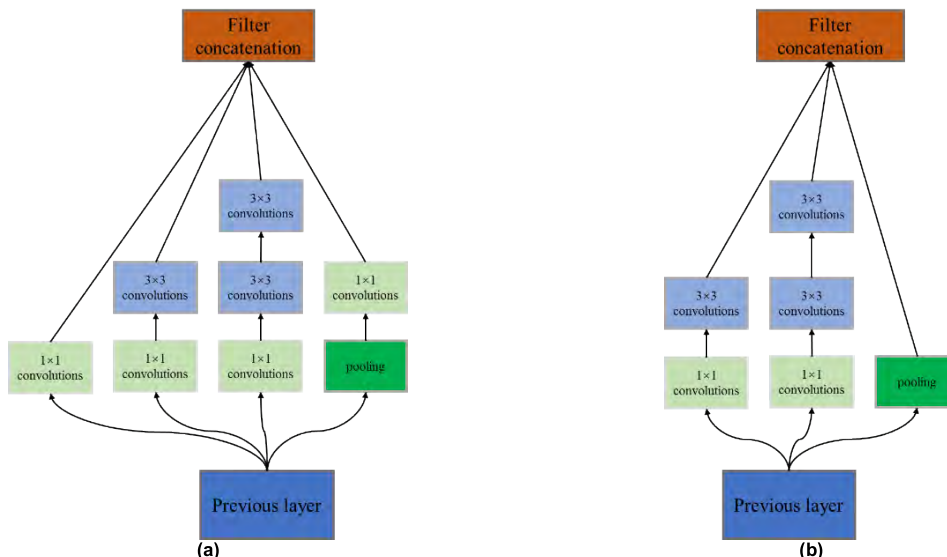 Filter
concatenation
3×3
convolutions
3×3
convolutions
3×3
convolutions
1×1
convolutions
1×1
convolutions
1×1
convolutions
1×1
convolutions
pooling
Previous layer
(a)
Filter
concatenation
3×3
convolutions
3×3
convolutions
3×3
convolutions
1×1
convolutions
1×1
convolutions
pooling
Previous layer
(b)